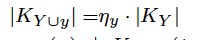 |K_{Y∪y}| = η_y · |K_Y|